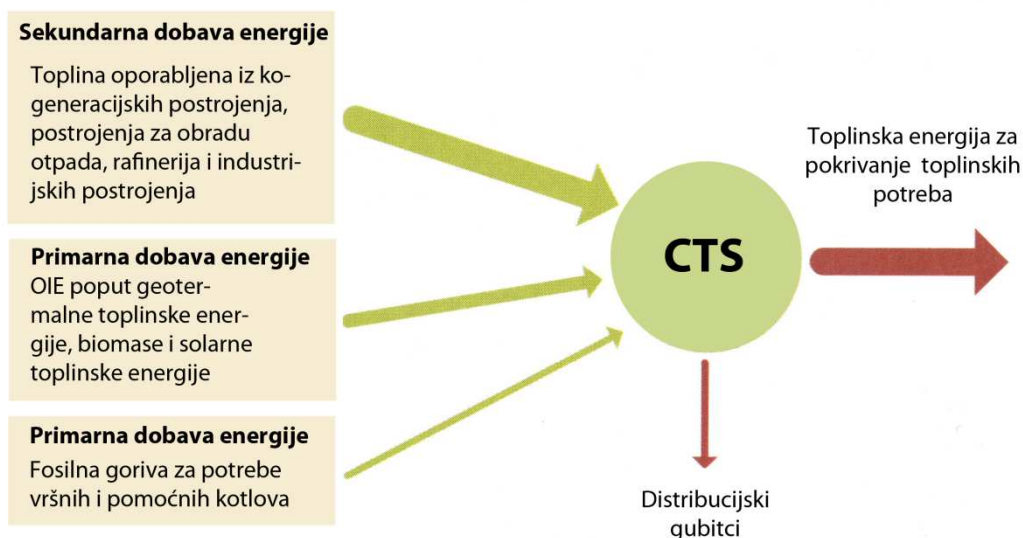 Sekundarna dobava energije
Toplina oporabljena iz ko-
generacijskih postrojenja,
postrojenja za obradu
otpada, rafinerija i industri-
jskih postrojenja
Primarna dobava energije
OIE poput geoter-
malne toplinske ener-
gije, biomase i solarne
toplinske energije
Primarna dobava energije
Fosilna goriva za potrebe
vršnih i pomoćnih kotlova
CTS
Toplinska energija za
pokrivanje toplinskih
potreba
Distribucijski
gubitci